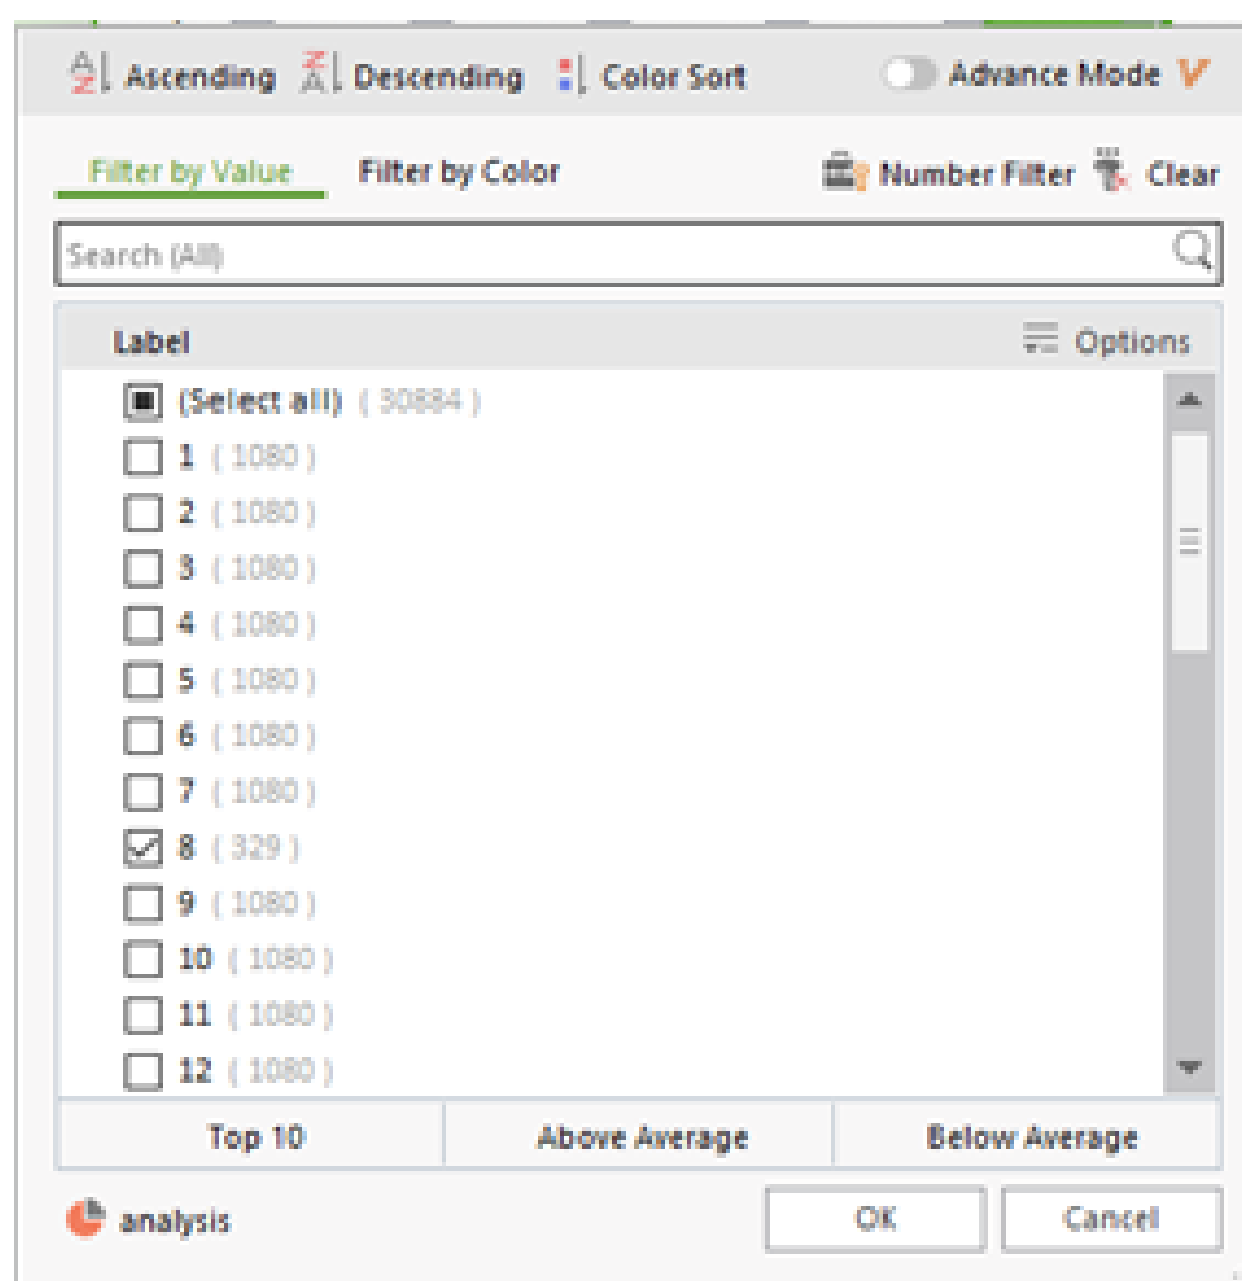 Ascending Descending Color Sort Advance Mode
Filter by Value Filter by Color Number Filter Clear
Search (All)
Label Options
(Select all) ( 30884 )
1 ( 1080 )
2 ( 1080 )
3 ( 1080 )
4 ( 1080 )
5 ( 1080 )
6 ( 1080 )
7 ( 1080 )
8 ( 329 )
9 ( 1080 )
10 ( 1080 )
11 ( 1080 )
12 ( 1080 )
Top 10 Above Average Below Average
analysis OK Cancel